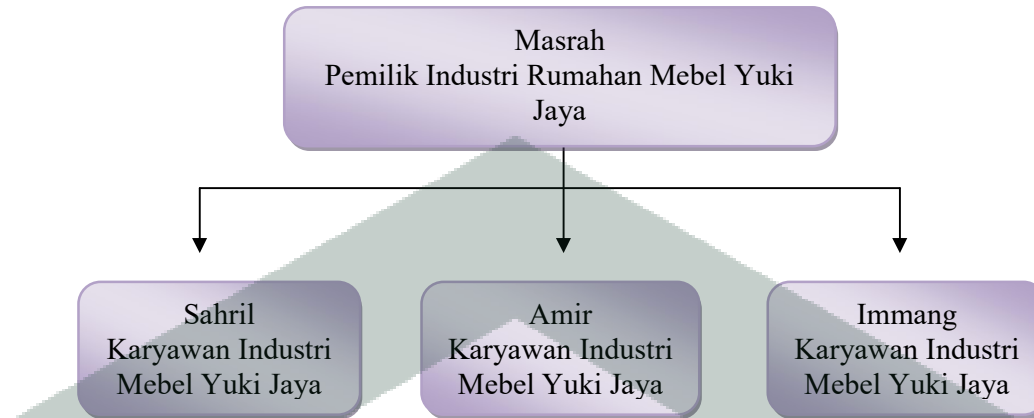 Masrah
Pemilik Industri Rumahan Mebel Yuki
Jaya
Sahril
Karyawan Industri
Mebel Yuki Jaya
Amir
Karyawan Industri
Mebel Yuki Jaya
Immang
Karyawan Industri
Mebel Yuki Jaya